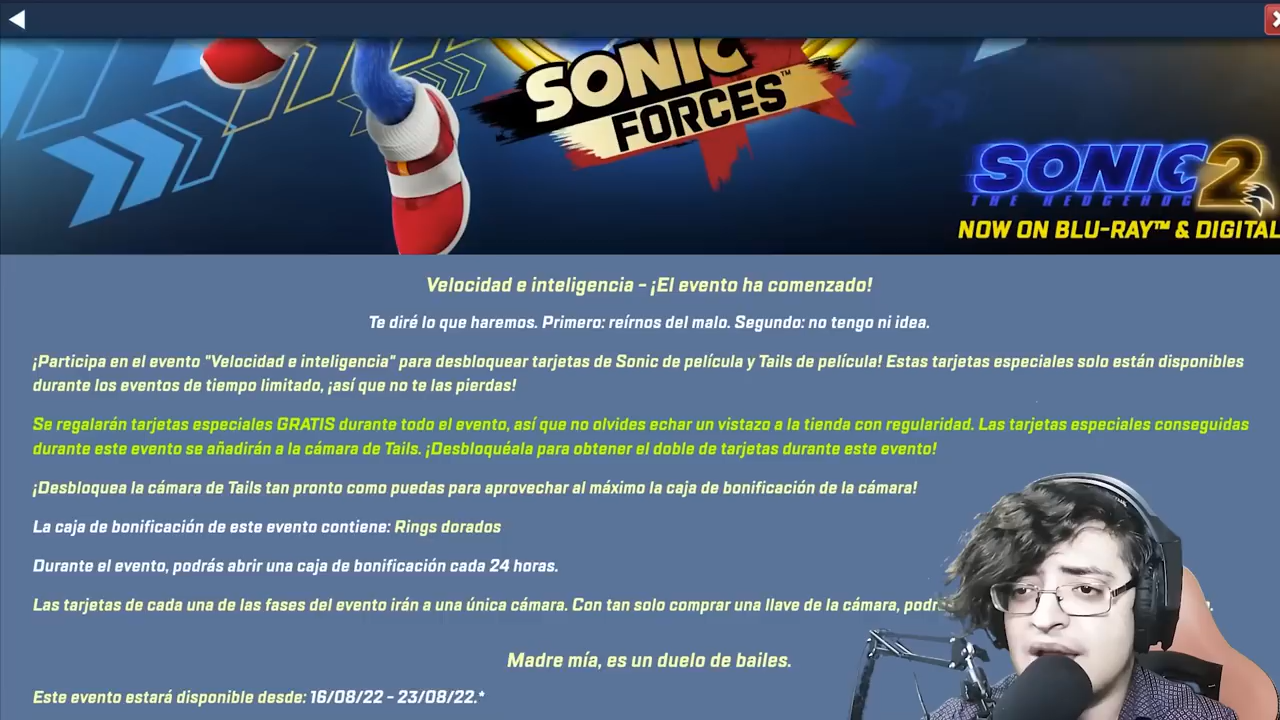 SONIC
FORCES™
SONIC 2
THE HEDGEHOG
NOW ON BLU-RAY™ & DIGITAL
Velocidad e inteligencia - ¡El evento ha comenzado!
Te diré lo que haremos. Primero: reírnos del malo. Segundo: no tengo ni idea.
¡Participa en el evento "Velocidad e inteligencia" para desbloquear tarjetas de Sonic de película y Tails de película! Estas tarjetas especiales solo están disponibles
durante los eventos de tiempo limitado, ¡así que no te las pierdas!
Se regalarán tarjetas especiales GRATIS durante todo el evento, así que no olvides echar un vistazo a la tienda con regularidad. Las tarjetas especiales conseguidas
durante este evento se añadirán a la cámara de Tails. ¡Desbloquéala para obtener el doble de tarjetas durante este evento!
¡Desbloquea la cámara de Tails tan pronto como puedas para aprovechar al máximo la caja de bonificación de la cámara!
La caja de bonificación de este evento contiene: Rings dorados
Durante el evento, podrás abrir una caja de bonificación cada 24 horas.
Las tarjetas de cada una de las fases del evento irán a una única cámara. Con tan solo comprar una llave de la cámara,
Madre mía, es un duelo de bailes.
Este evento estará disponible desde: 16/08/22 - 23/08/22.*